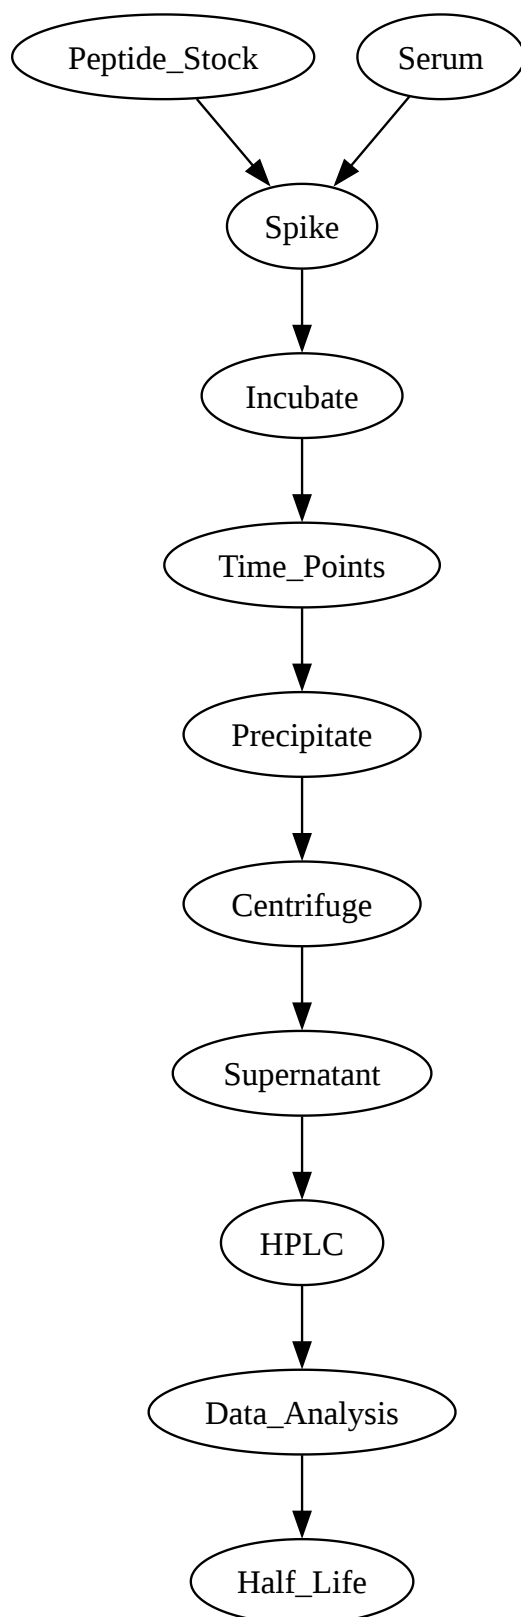 Peptide_Stock
Serum
Spike
Incubate
Time_Points
Precipitate
Centrifuge
Supernatant
HPLC
Data_Analysis
Half_Life